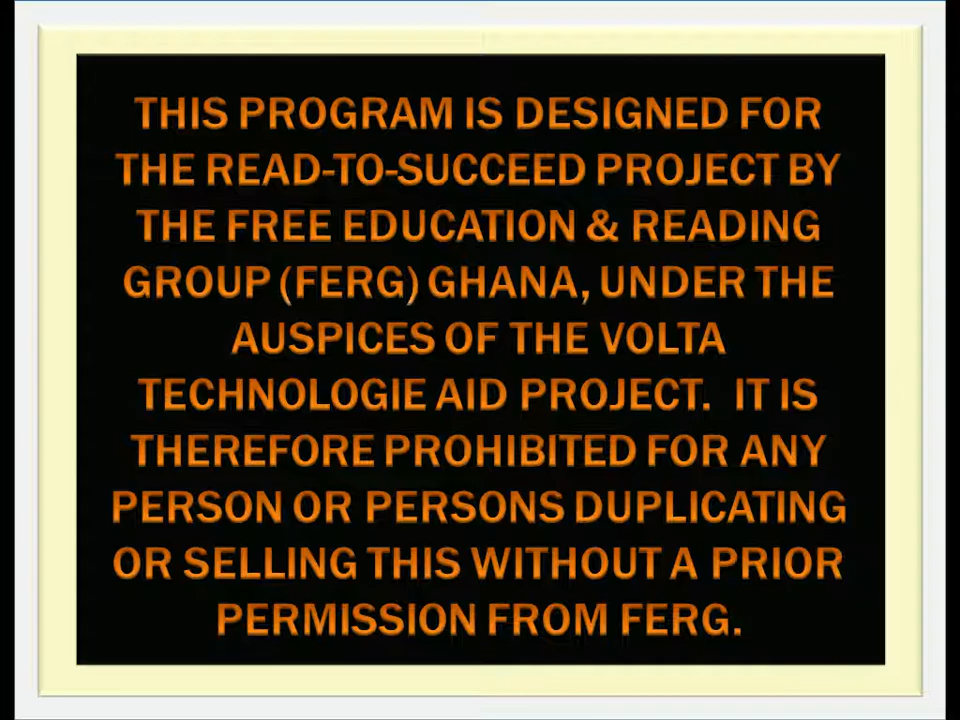 THIS PROGRAM IS DESIGNED FOR
THE READ-TO-SUCCEED PROJECT BY
THE FREE EDUCATION & READING
GROUP (FERG) GHANA, UNDER THE
AUSPICES OF THE VOLTA
TECHNOLOGIE AID PROJECT. IT IS
THEREFORE PROHIBITED FOR ANY
PERSON OR PERSONS DUPLICATING
OR SELLING THIS WITHOUT A PRIOR
PERMISSION FROM FERG.